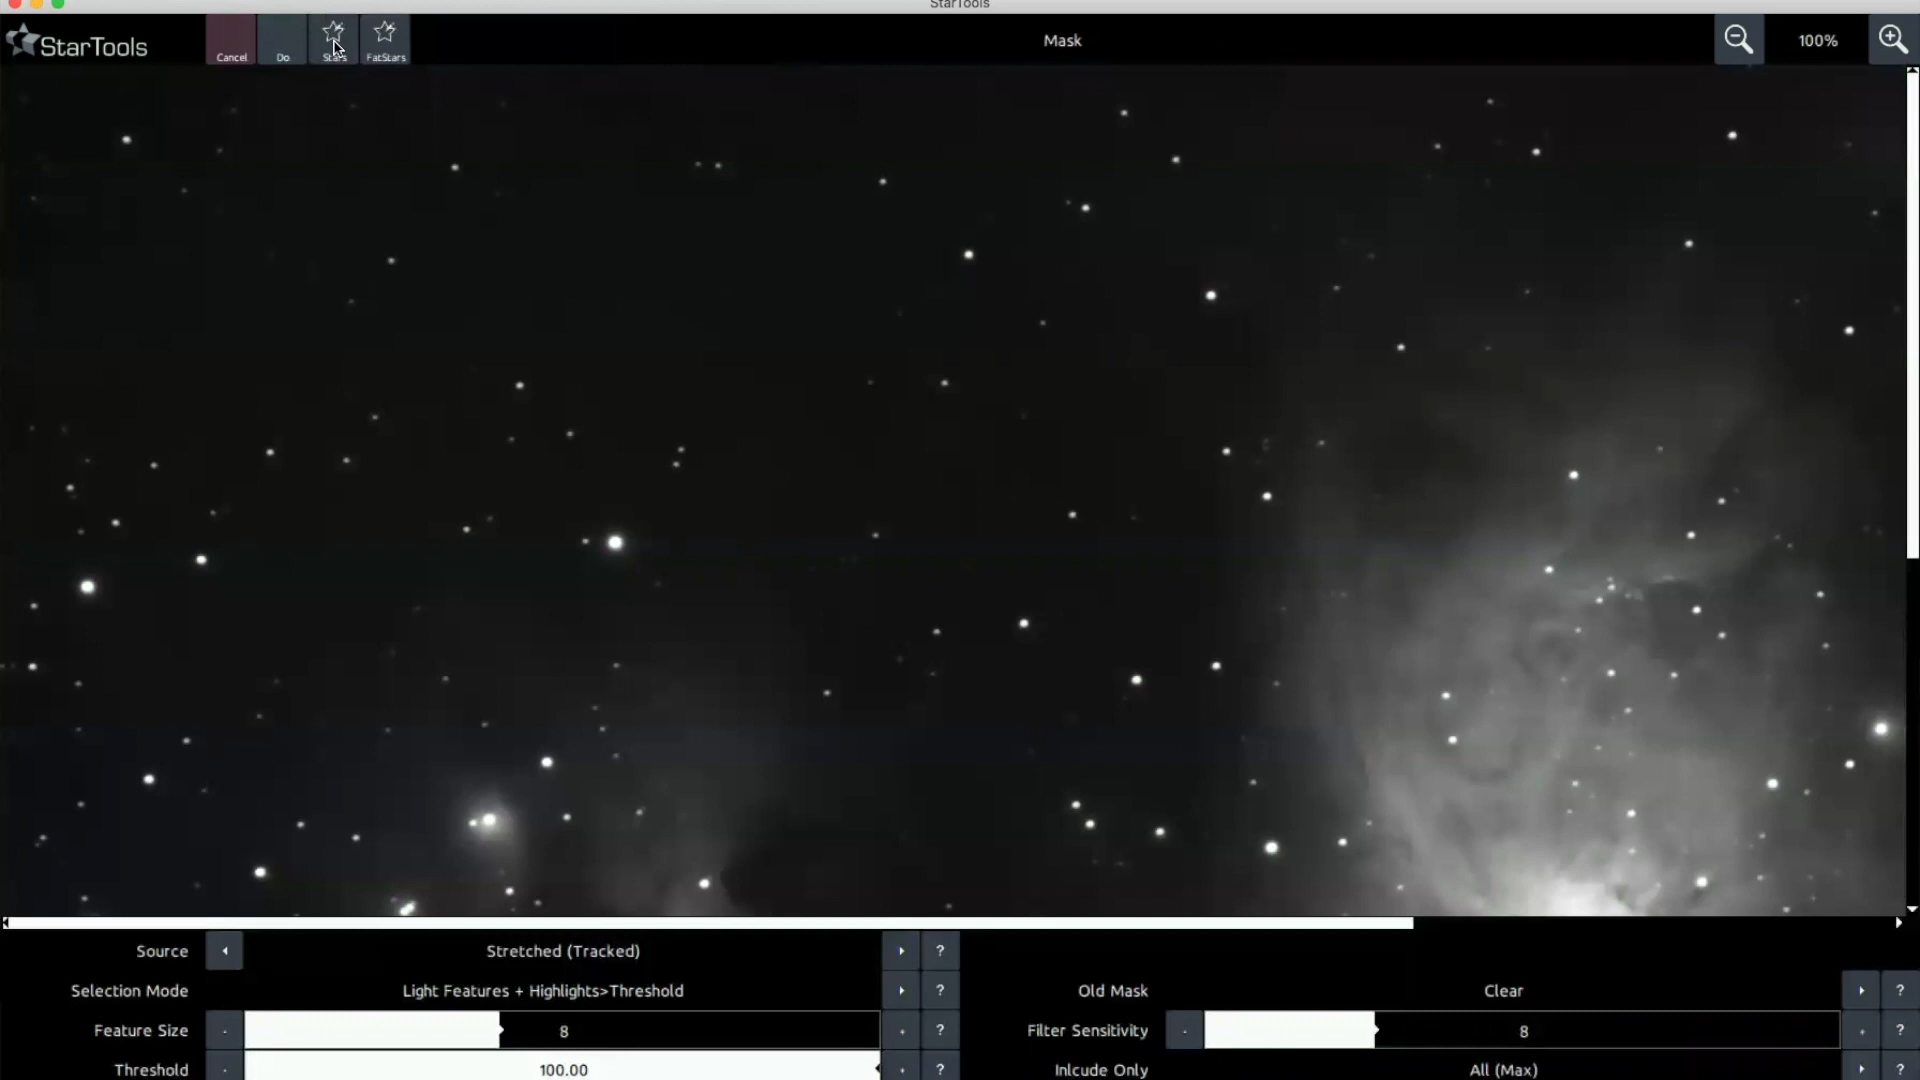 StarTools
StarTools
Cancel
Do
Stars
FatStars
Mask
100%
Source
Stretched (Tracked)
?
Selection Mode
Light Features + Highlights>Threshold
?
Old Mask
Clear
?
Feature Size
-
8
+
?
Filter Sensitivity
-
8
+
?
Threshold
-
100.00
+
?
Inlcude Only
All (Max)
?